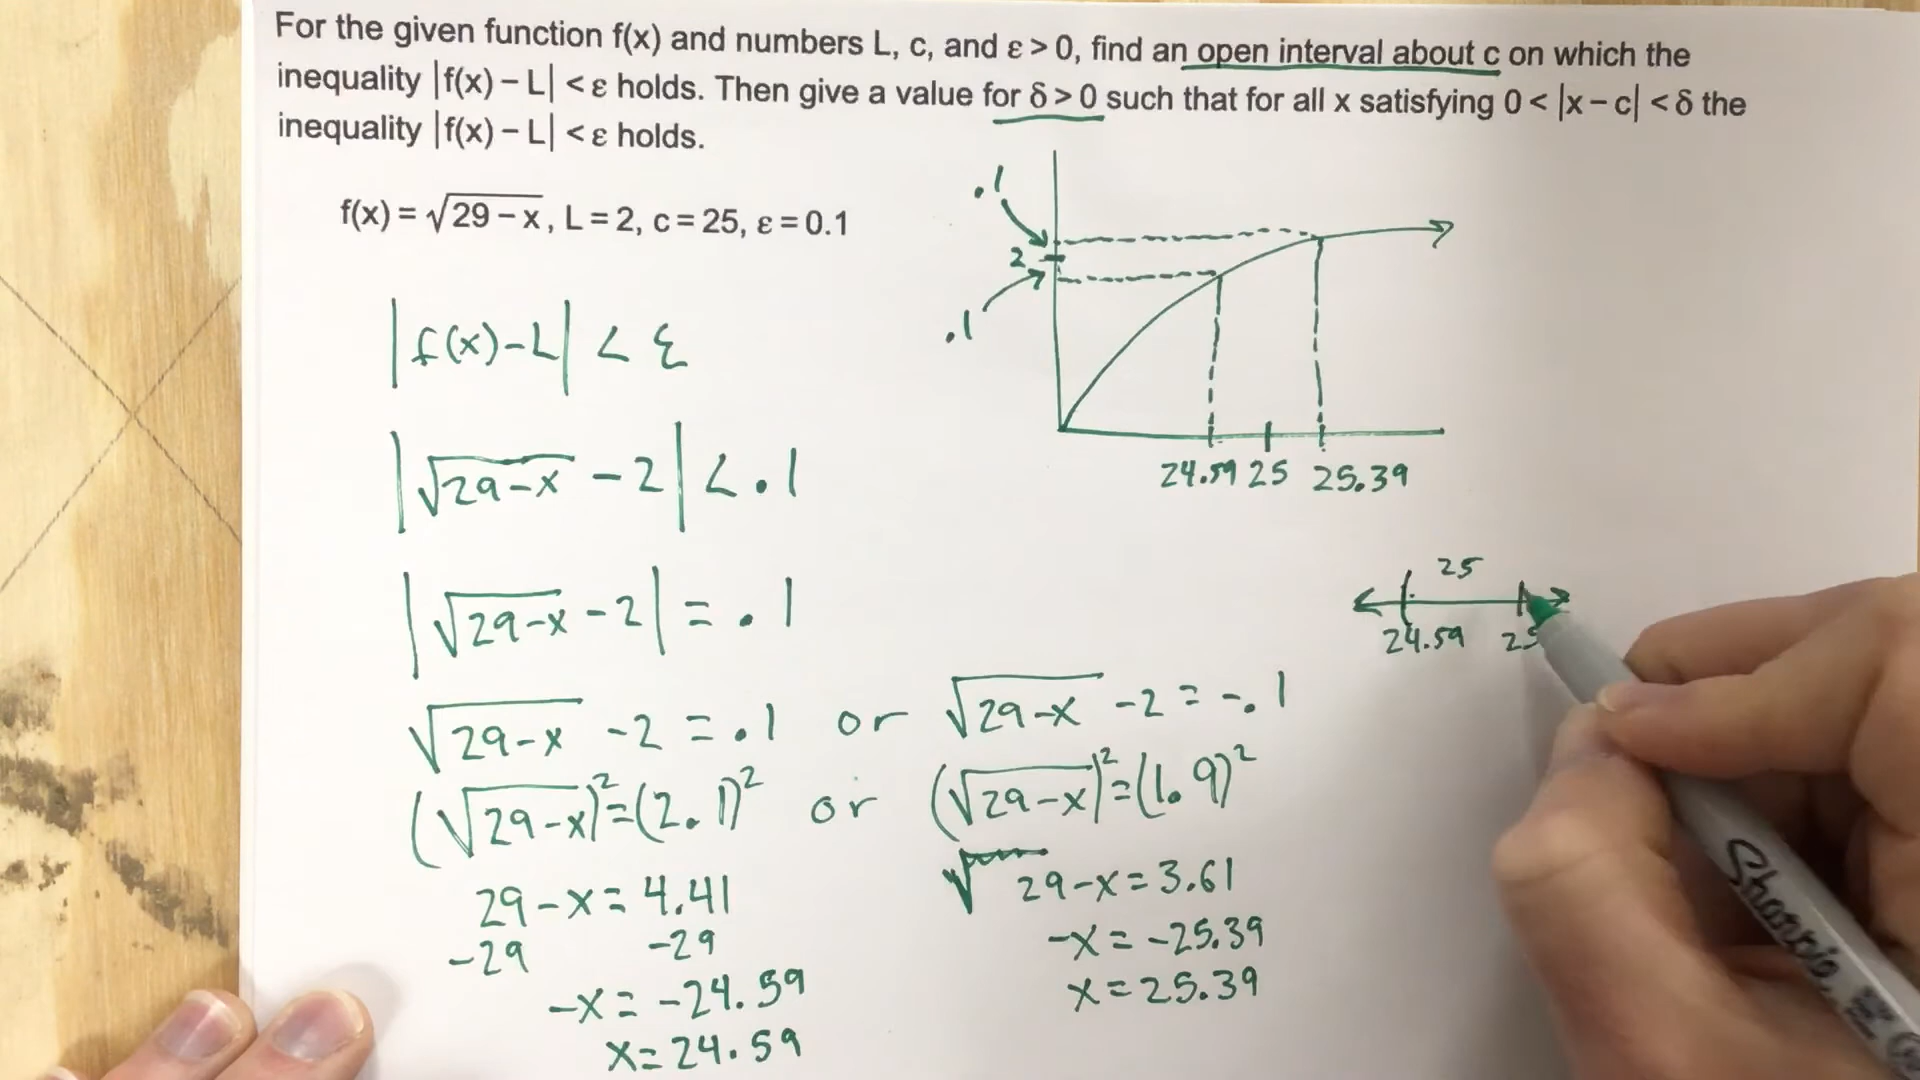 For the given function f(x) and numbers L, c, and ε > 0, find an open interval about c on which the
inequality |f(x) − L| < ε holds. Then give a value for δ > 0 such that for all x satisfying 0 < |x − c| < δ the
inequality |f(x) − L| < ε holds.
f(x) = √29 − x, L = 2, c = 25, ε = 0.1
.1
2
.1
24.59 25 25.39
|f(x)-L| < ε
|√29-x - 2| < .1
|√29-x - 2| = .1
25
24.59
√29-x -2 = .1 or √29-x -2 = -.1
(√29-x)²=(2.1)² or (√29-x)²=(1.9)²
29-x = 4.41
-29 -29
-x = -24.59
x = 24.59
√ 29-x = 3.61
-x = -25.39
x = 25.39
Sharpie